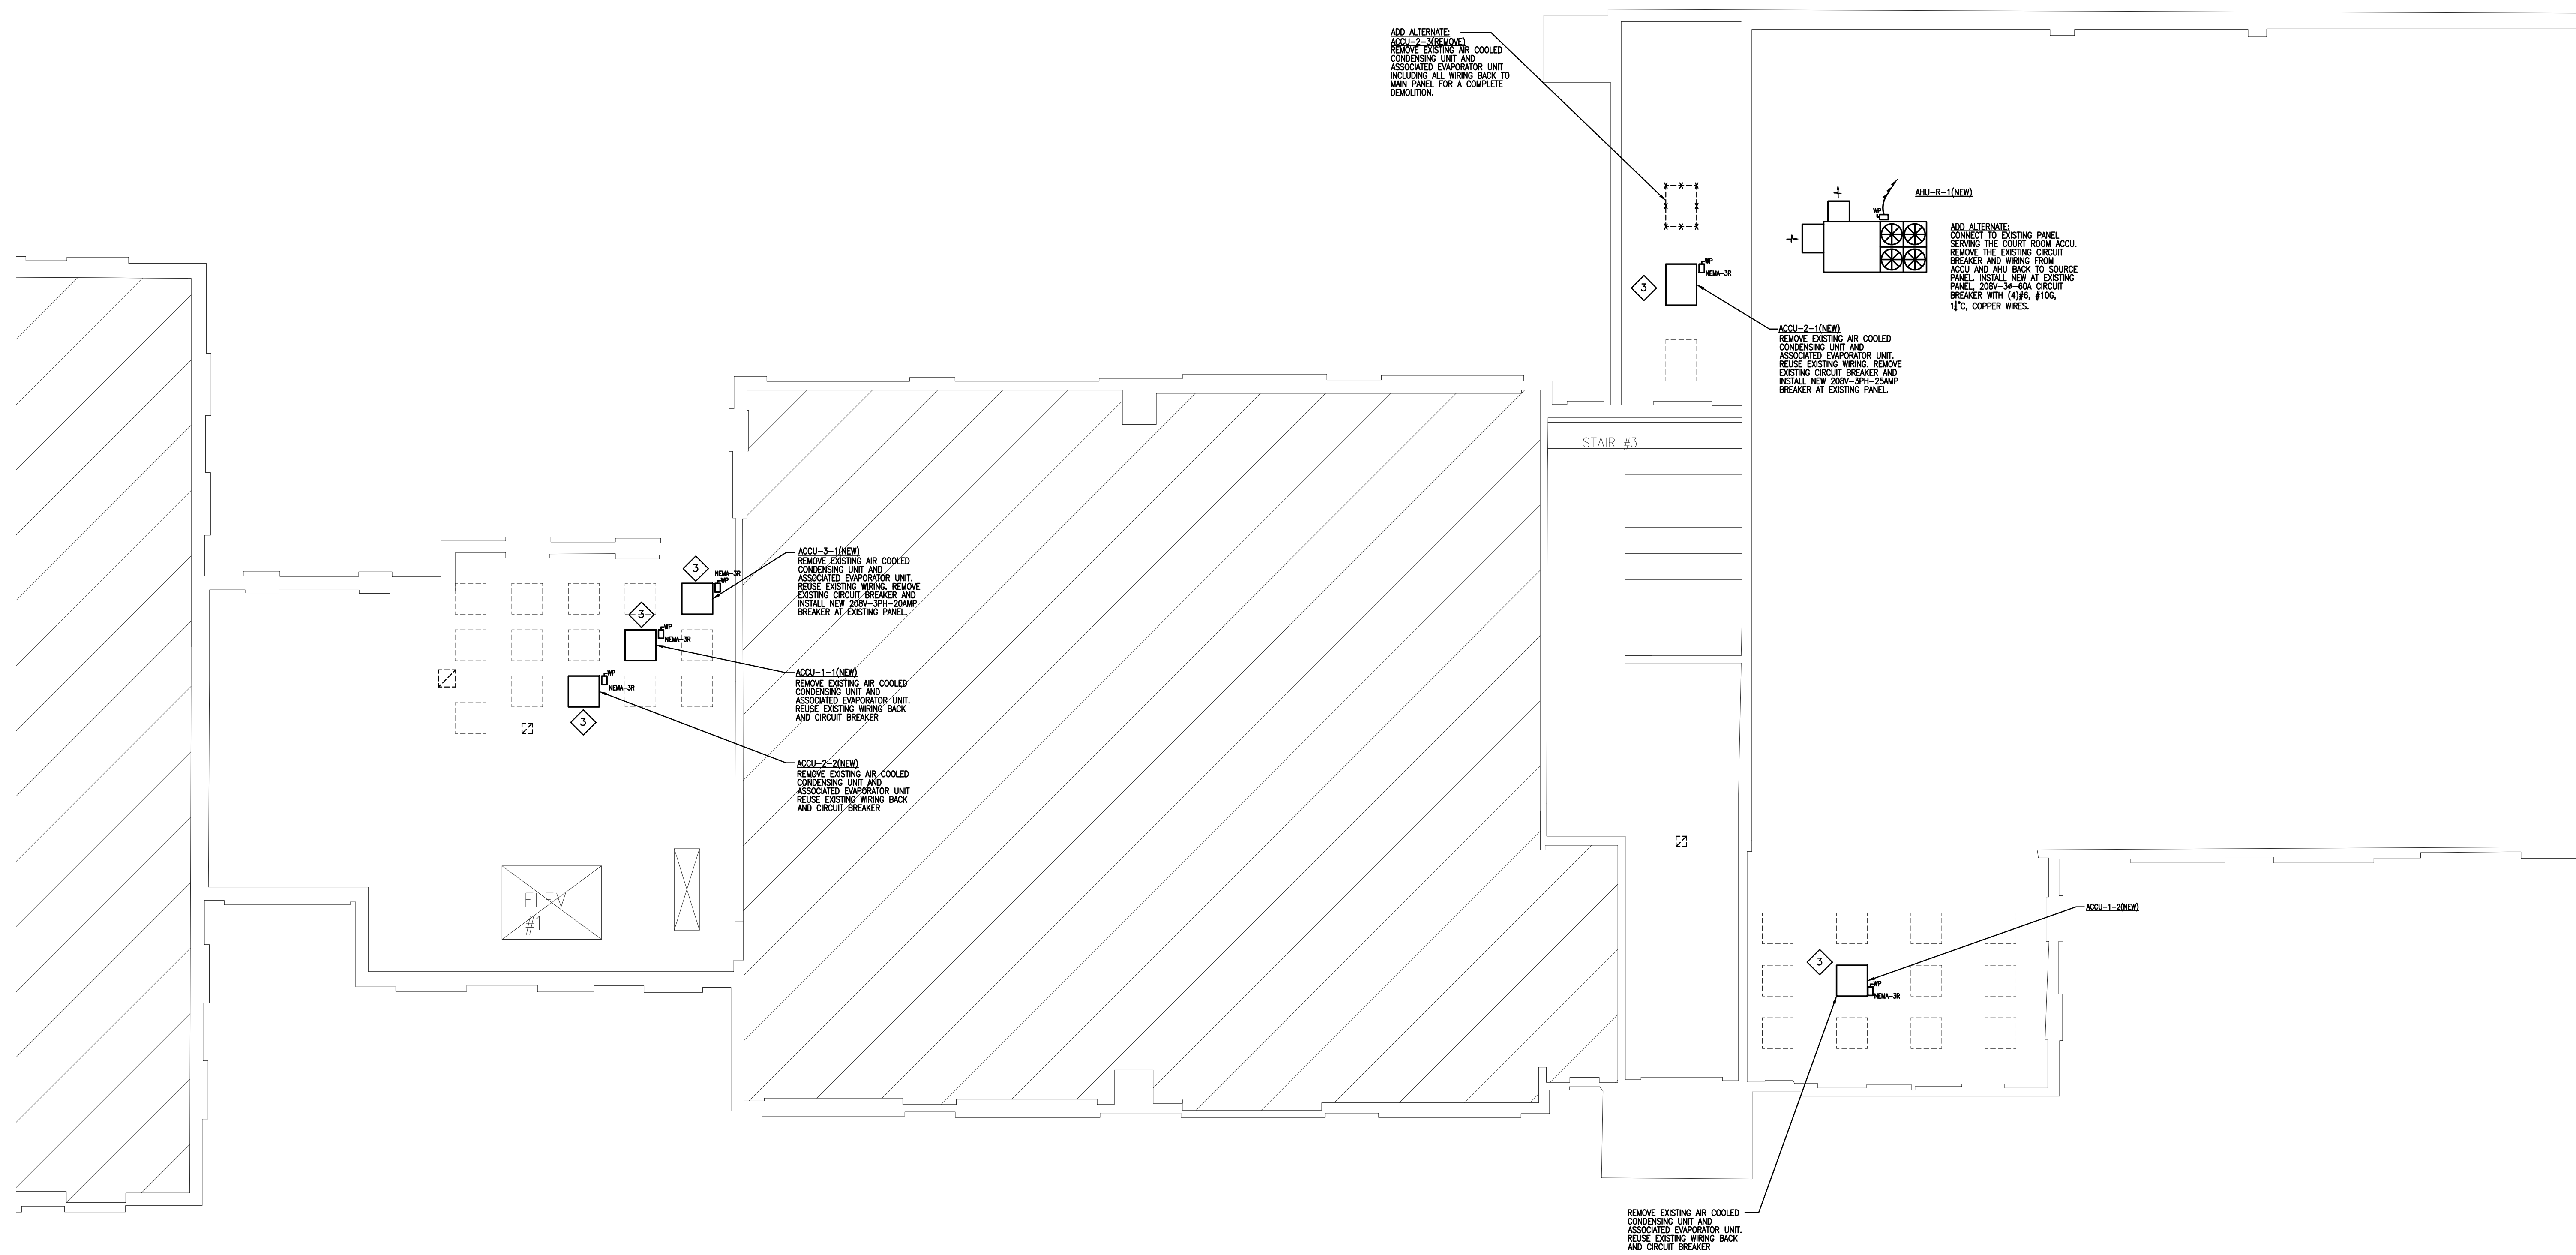 ADD ALTERNATE:
ACCU-2-3(REMOVE)
REMOVE EXISTING AIR COOLED
CONDENSING UNIT AND
ASSOCIATED EVAPORATOR UNIT
INCLUDING ALL WIRING BACK TO
MAIN PANEL FOR A COMPLETE
DEMOLITION.
AHU-R-1(NEW)
WP
ADD ALTERNATE:
CONNECT TO EXISTING PANEL
SERVING THE COURT ROOM ACCU.
REMOVE THE EXISTING CIRCUIT
BREAKER AND WIRING FROM
ACCU AND AHU BACK TO SOURCE
PANEL. INSTALL NEW AT EXISTING
PANEL, 208V-3ø-60A CIRCUIT
BREAKER WITH (4)#6, #10G,
1¼"C, COPPER WIRES.
WP
NEMA-3R
3
ACCU-2-1(NEW)
REMOVE EXISTING AIR COOLED
CONDENSING UNIT AND
ASSOCIATED EVAPORATOR UNIT.
REUSE EXISTING WIRING. REMOVE
EXISTING CIRCUIT BREAKER AND
INSTALL NEW 208V-3PH-25AMP
BREAKER AT EXISTING PANEL.
STAIR #3
3
NEMA-3R
WP
ACCU-3-1(NEW)
REMOVE EXISTING AIR COOLED
CONDENSING UNIT AND
ASSOCIATED EVAPORATOR UNIT.
REUSE EXISTING WIRING. REMOVE
EXISTING CIRCUIT BREAKER AND
INSTALL NEW 208V-3PH-20AMP
BREAKER AT EXISTING PANEL.
3
WP
NEMA-3R
ACCU-1-1(NEW)
REMOVE EXISTING AIR COOLED
CONDENSING UNIT AND
ASSOCIATED EVAPORATOR UNIT.
REUSE EXISTING WIRING BACK
AND CIRCUIT BREAKER
WP
NEMA-3R
3
ACCU-2-2(NEW)
REMOVE EXISTING AIR COOLED
CONDENSING UNIT AND
ASSOCIATED EVAPORATOR UNIT
REUSE EXISTING WIRING BACK
AND CIRCUIT BREAKER
ELEV
#1
ACCU-1-2(NEW)
3
WP
NEMA-3R
REMOVE EXISTING AIR COOLED
CONDENSING UNIT AND
ASSOCIATED EVAPORATOR UNIT.
REUSE EXISTING WIRING BACK
AND CIRCUIT BREAKER